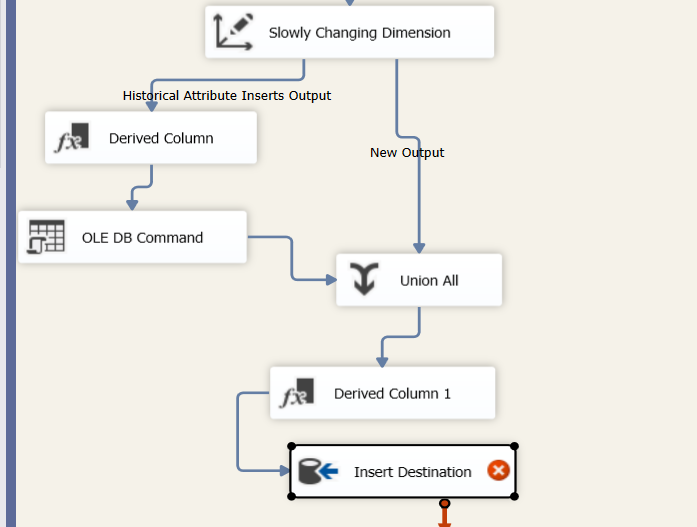 Slowly Changing Dimension
Historical Attribute Inserts Output
Derived Column
New Output
OLE DB Command
Union All
Derived Column 1
Insert Destination